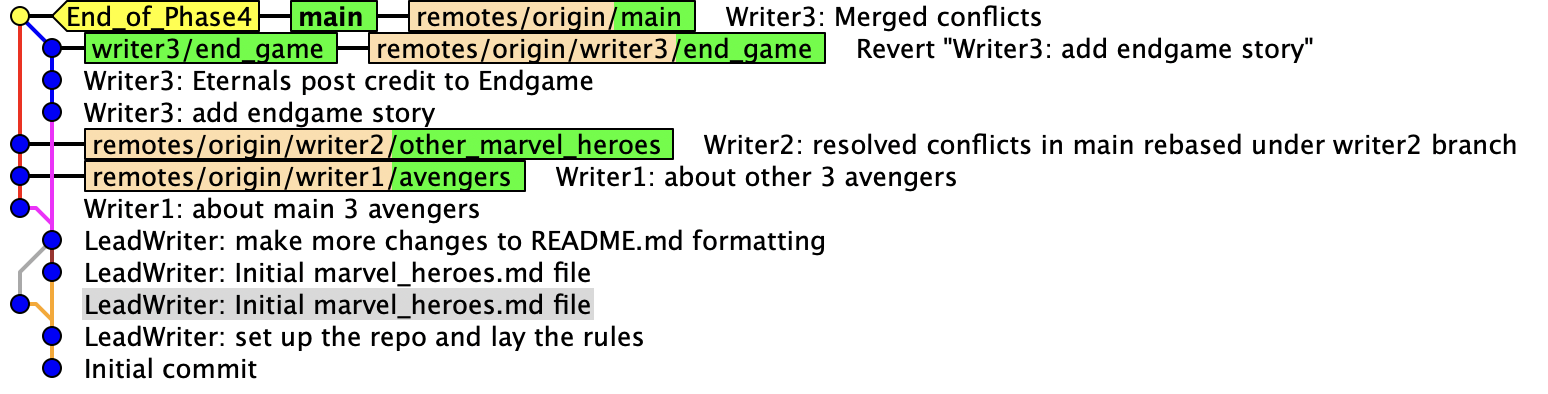 End_of_Phase4 main remotes/origin/main Writer3: Merged conflicts
writer3/end_game remotes/origin/writer3/end_game Revert "Writer3: add endgame story"
Writer3: Eternals post credit to Endgame
Writer3: add endgame story
remotes/origin/writer2/other_marvel_heroes Writer2: resolved conflicts in main rebased under writer2 branch
remotes/origin/writer1/avengers Writer1: about other 3 avengers
Writer1: about main 3 avengers
LeadWriter: make more changes to README.md formatting
LeadWriter: Initial marvel_heroes.md file
LeadWriter: Initial marvel_heroes.md file
LeadWriter: set up the repo and lay the rules
Initial commit